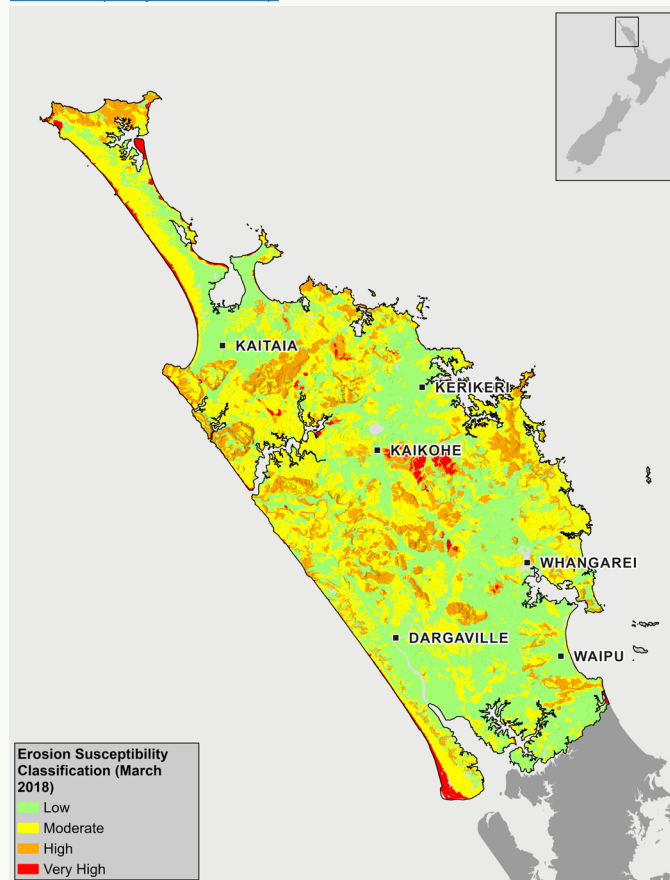 KAITAIA
KERIKERI
KAIKOHE
WHANGAREI
DARGAVILLE
WAIPU
Erosion Susceptibility
Classification (March
2018)
Low
Moderate
High
Very High